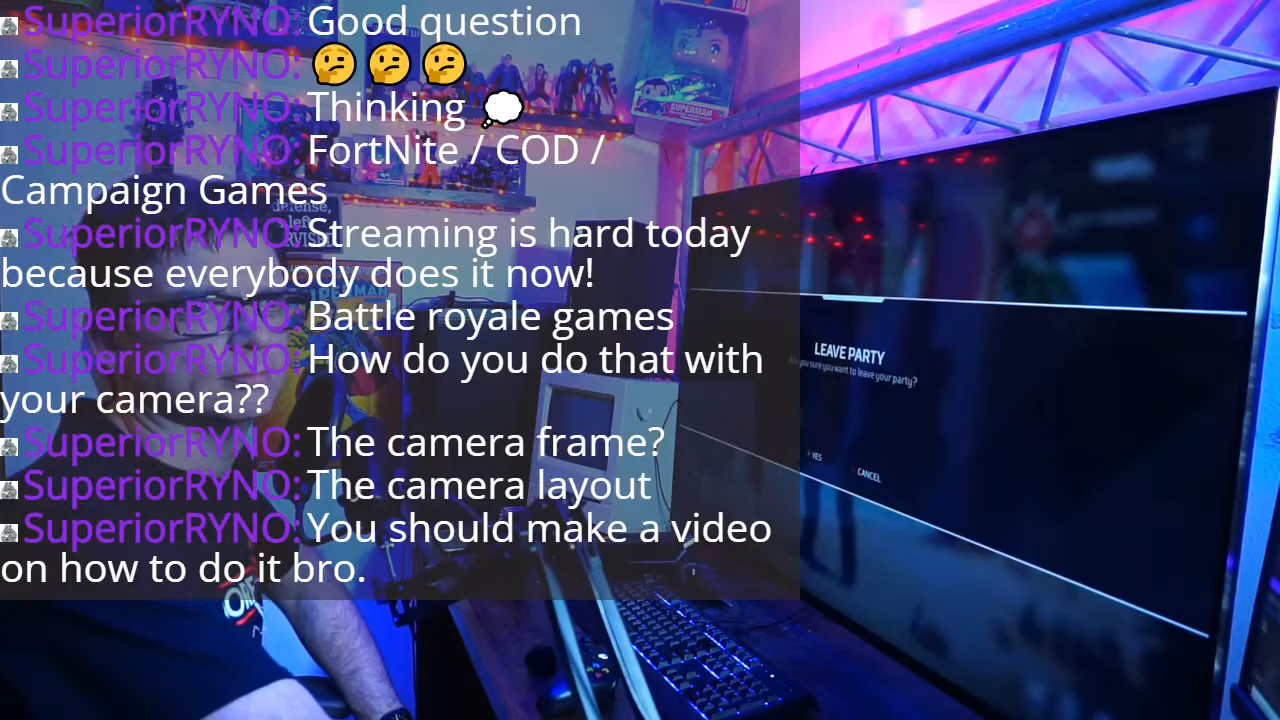 SuperiorRYNO: Good question
SuperiorRYNO: 🤔 🤔 🤔
SuperiorRYNO: Thinking 💭
SuperiorRYNO: FortNite / COD /
Campaign Games
SuperiorRYNO: Streaming is hard today
because everybody does it now!
SuperiorRYNO: Battle royale games
SuperiorRYNO: How do you do that with
your camera??
SuperiorRYNO: The camera frame?
SuperiorRYNO: The camera layout
SuperiorRYNO: You should make a video
on how to do it bro.
SUPERMAN
defense,
LEAVE PARTY
Are you sure you want to leave your party?
YES
CANCEL